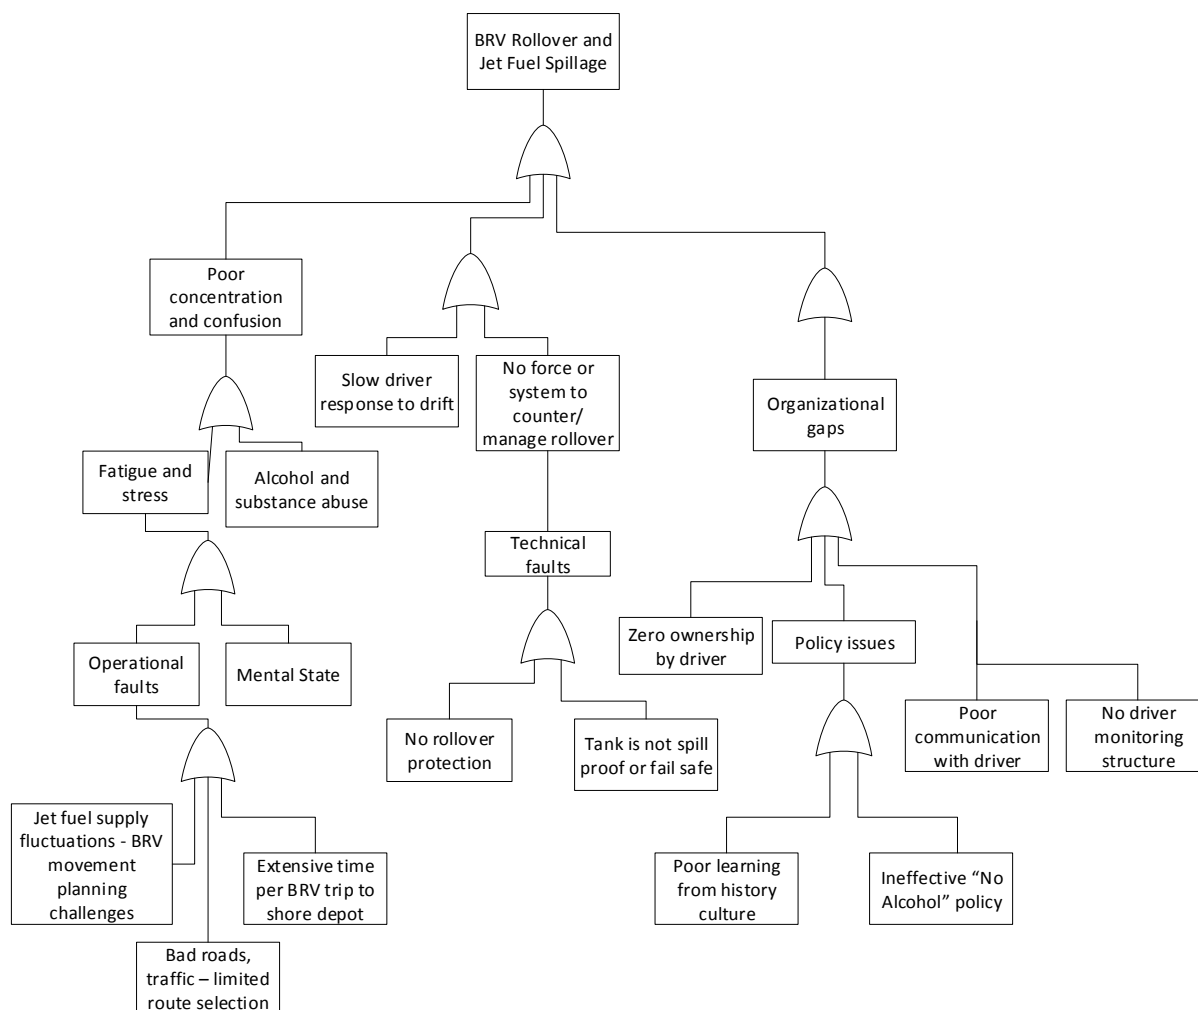 BRV Rollover and
Jet Fuel Spillage
Poor
concentration
and confusion
Slow driver
response to drift
No force or
system to
counter/
manage rollover
Organizational
gaps
Fatigue and
stress
Alcohol and
substance abuse
Technical
faults
Zero ownership
by driver
Policy issues
Operational
faults
Mental State
Poor
communication
with driver
No driver
monitoring
structure
No rollover
protection
Tank is not spill
proof or fail safe
Jet fuel supply
fluctuations - BRV
movement
planning
challenges
Extensive time
per BRV trip to
shore depot
Poor learning
from history
culture
Ineffective “No
Alcohol” policy
Bad roads,
traffic – limited
route selection